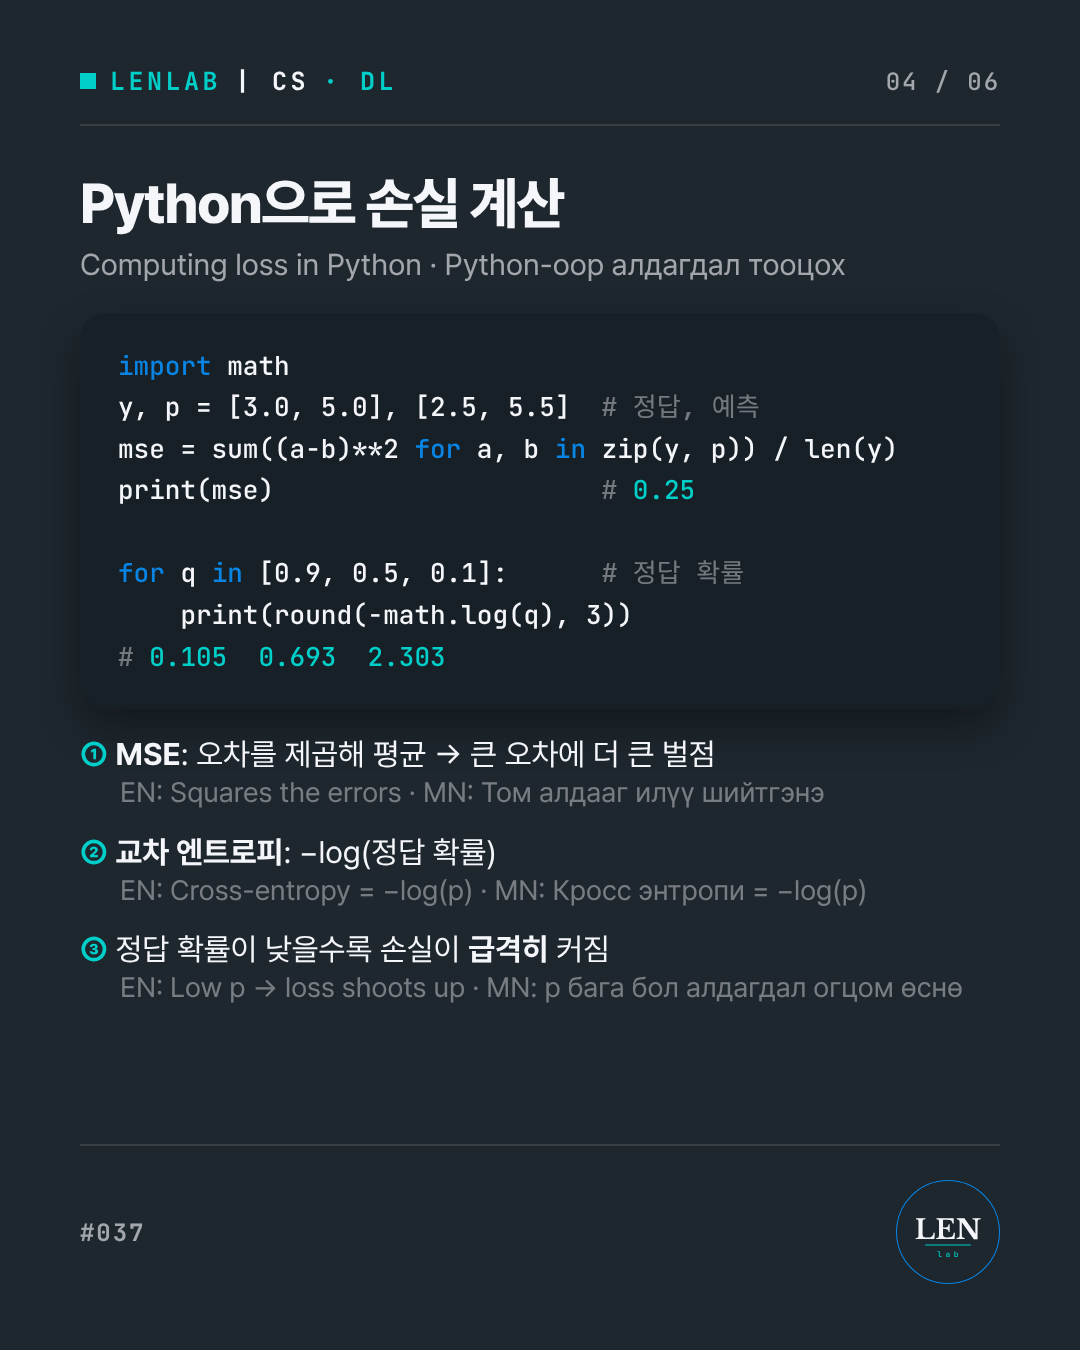 LENLAB | CS · DL
04 / 06
Python으로 손실 계산
Computing loss in Python · Python-оор алдагдал тооцох
import math
y, p = [3.0, 5.0], [2.5, 5.5]  # 정답, 예측
mse = sum((a-b)**2 for a, b in zip(y, p)) / len(y)
print(mse)                     # 0.25
for q in [0.9, 0.5, 0.1]:      # 정답 확률
    print(round(-math.log(q), 3))
# 0.105  0.693  2.303
① MSE: 오차를 제곱해 평균 → 큰 오차에 더 큰 벌점
EN: Squares the errors · MN: Том алдааг илүү шийтгэнэ
② 교차 엔트로피: −log(정답 확률)
EN: Cross-entropy = −log(p) · MN: Кросс энтропи = −log(p)
③ 정답 확률이 낮을수록 손실이 급격히 커짐
EN: Low p → loss shoots up · MN: p бага бол алдагдал огцом өснө
#037
LEN
lab